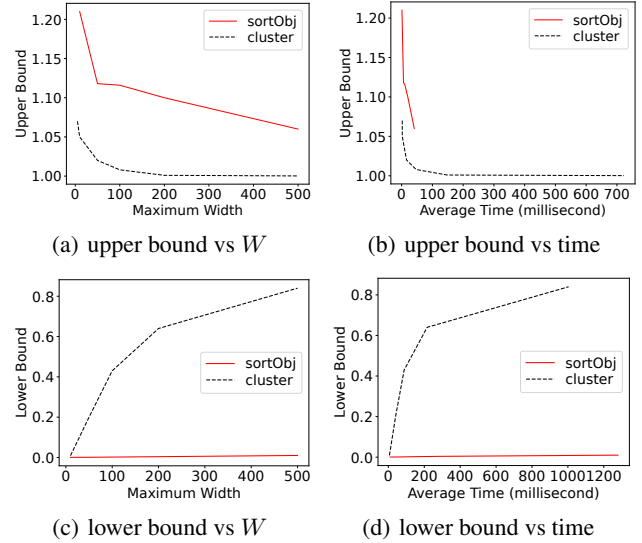 1.20
1.15
1.10
1.05
1.00
Upper Bound
sortObj
cluster
0 100 200 300 400 500
Maximum Width
(a) upper bound vs W
1.20
1.15
1.10
1.05
1.00
Upper Bound
sortObj
cluster
0 100 200 300 400 500 600 700
Average Time (millisecond)
(b) upper bound vs time
0.8
0.6
0.4
0.2
0.0
Lower Bound
sortObj
cluster
0 100 200 300 400 500
Maximum Width
(c) lower bound vs W
0.8
0.6
0.4
0.2
0.0
Lower Bound
sortObj
cluster
0 200 400 600 800 1000 1200
Average Time (millisecond)
(d) lower bound vs time